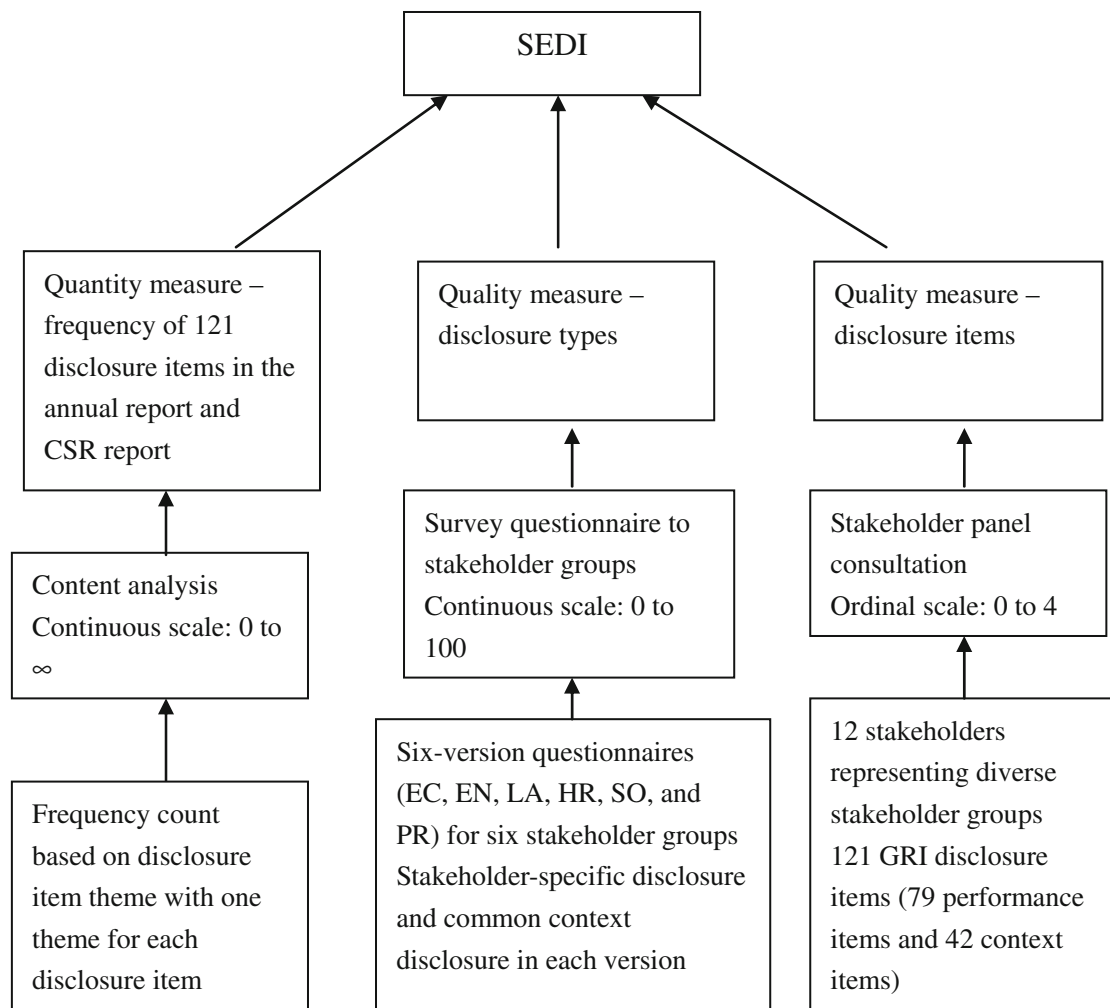 SEDI
Quantity measure –
frequency of 121
disclosure items in the
annual report and
CSR report
Quality measure –
disclosure types
Quality measure –
disclosure items
Content analysis
Continuous scale: 0 to
∞
Survey questionnaire to
stakeholder groups
Continuous scale: 0 to
100
Stakeholder panel
consultation
Ordinal scale: 0 to 4
Frequency count
based on disclosure
item theme with one
theme for each
disclosure item
Six-version questionnaires
(EC, EN, LA, HR, SO, and
PR) for six stakeholder groups
Stakeholder-specific disclosure
and common context
disclosure in each version
12 stakeholders
representing diverse
stakeholder groups
121 GRI disclosure
items (79 performance
items and 42 context
items)